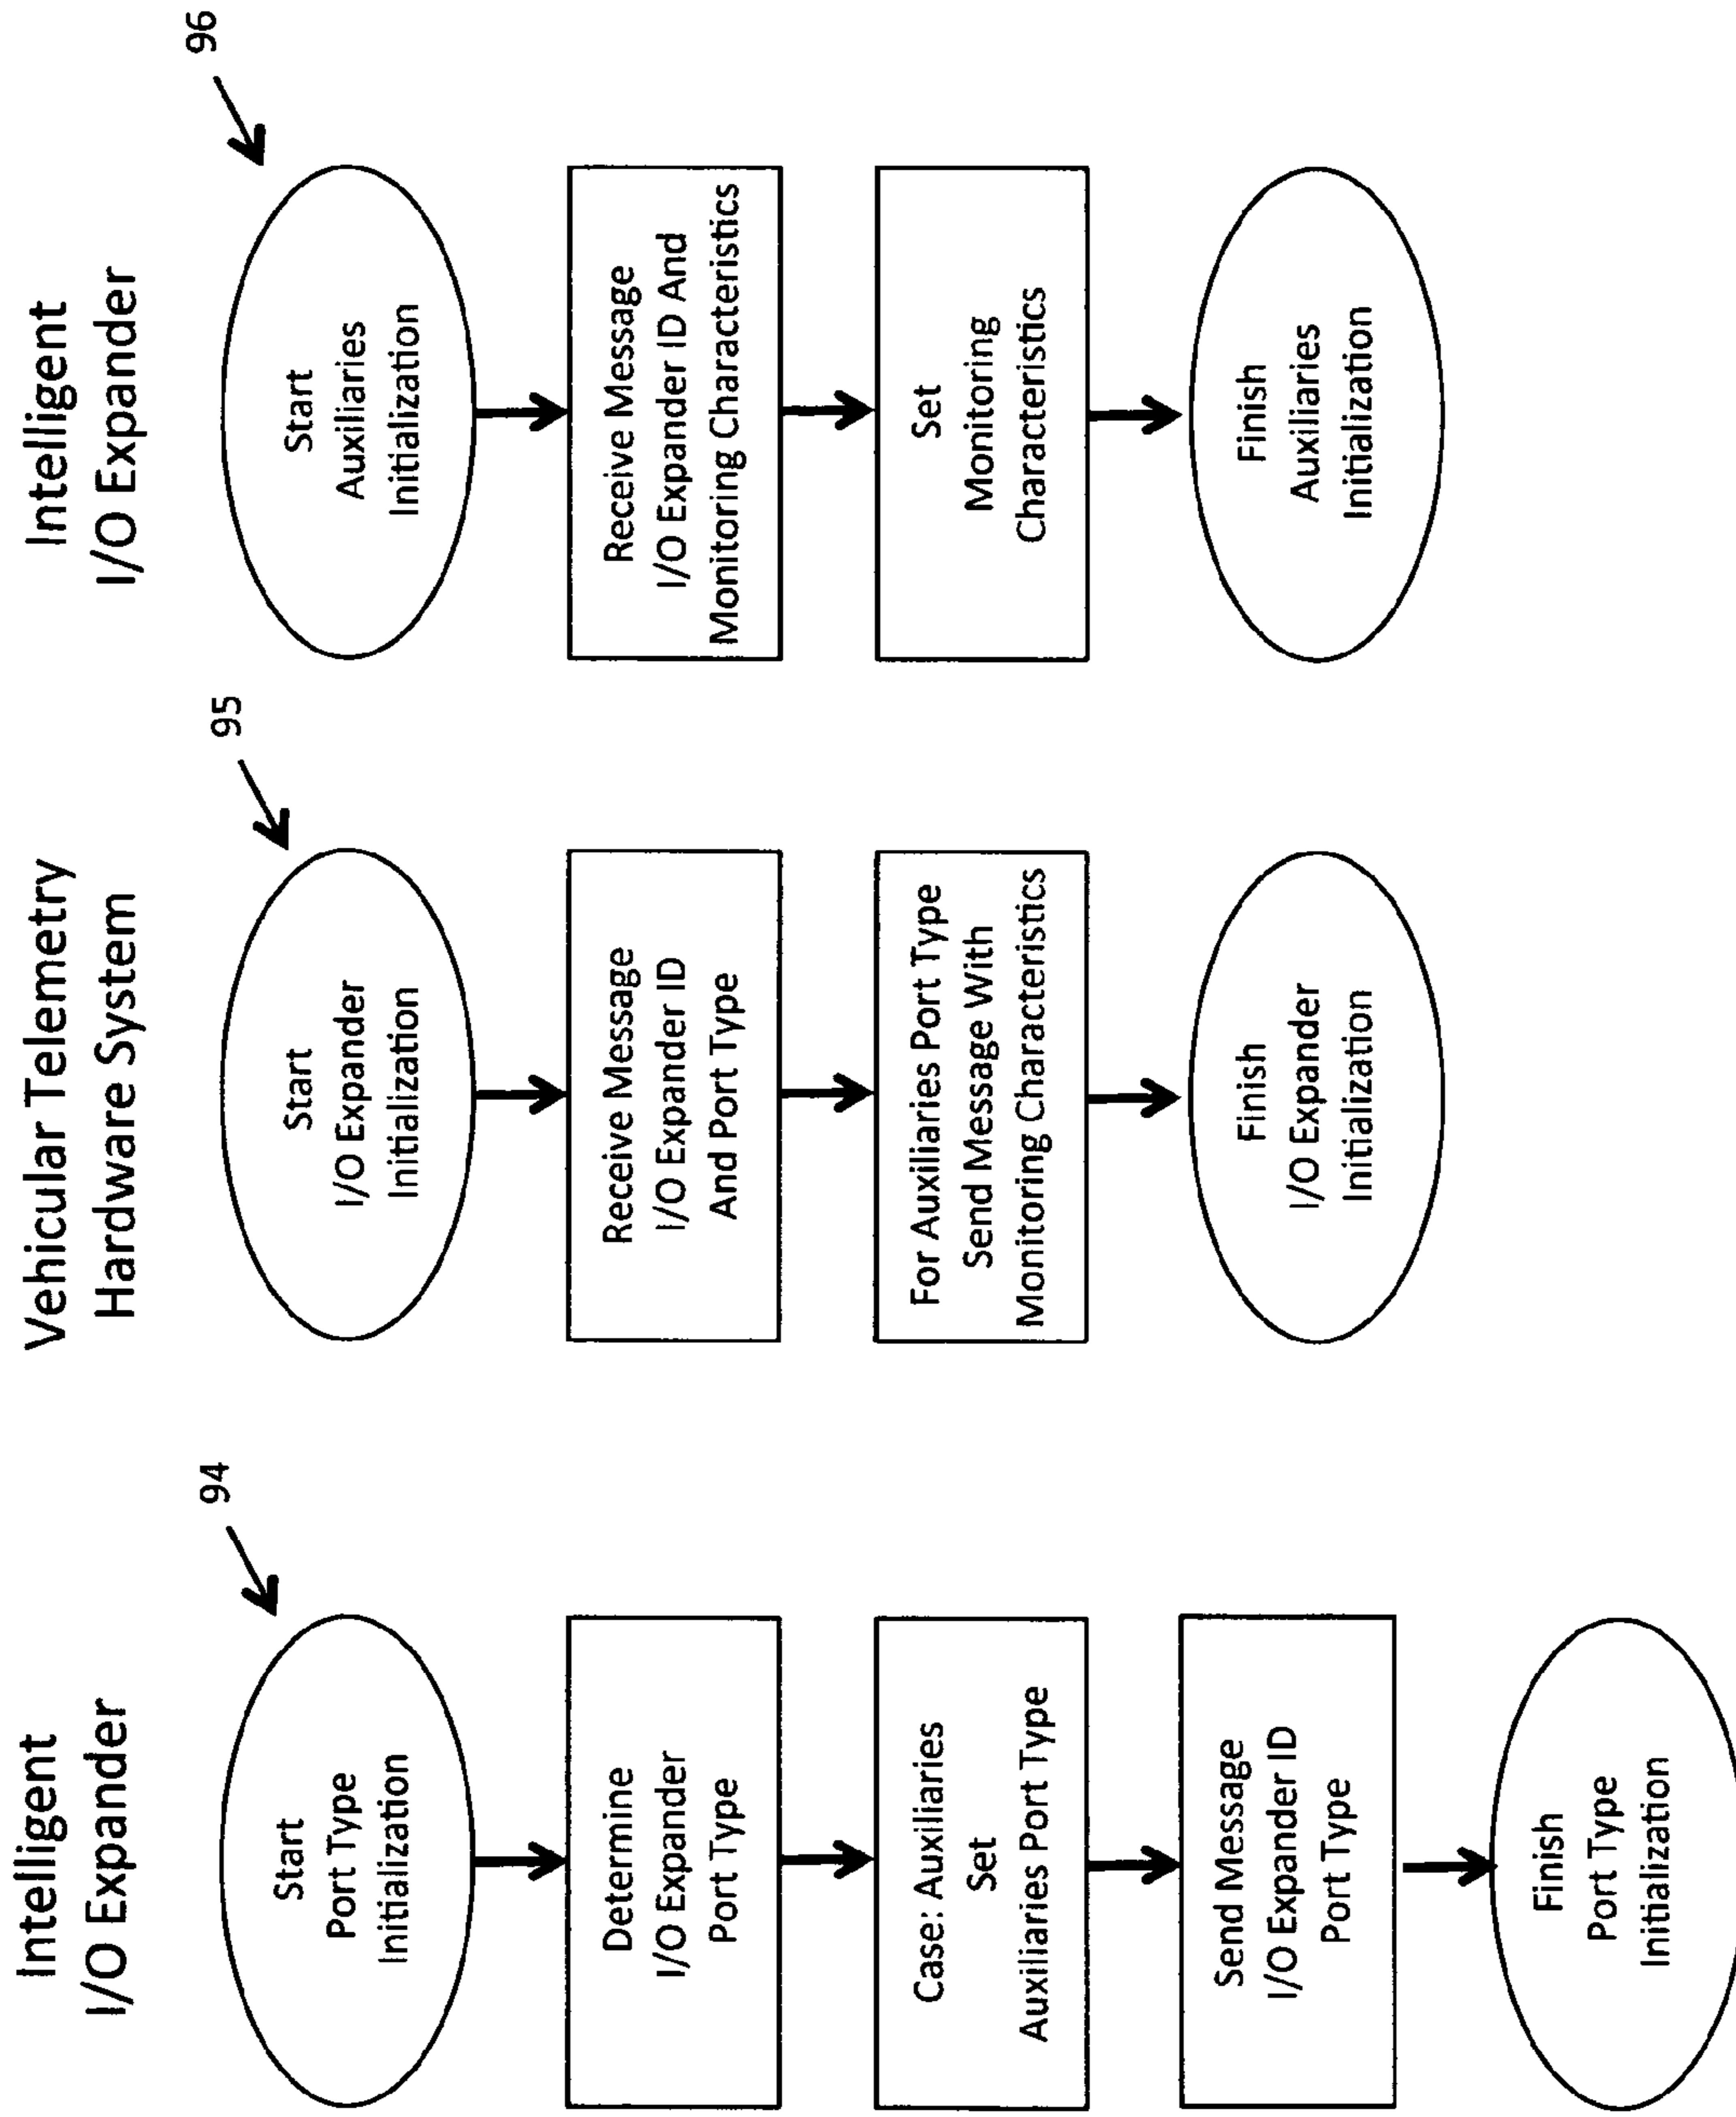 Intelligent
I/O Expander
94
Start
Port Type
Initialization
Determine
I/O Expander
Port Type
Case: Auxiliaries
Set
Auxiliaries Port Type
Send Message
I/O Expander ID
Port Type
Finish
Port Type
Initialization
Vehicular Telemetry
Hardware System
95
Start
I/O Expander
Initialization
Receive Message
I/O Expander ID
And Port Type
For Auxiliaries Port Type
Send Message With
Monitoring Characteristics
Finish
I/O Expander
Initialization
Intelligent
I/O Expander
96
Start
Auxiliaries
Initialization
Receive Message
I/O Expander ID And
Monitoring Characteristics
Set
Monitoring
Characteristics
Finish
Auxiliaries
Initialization